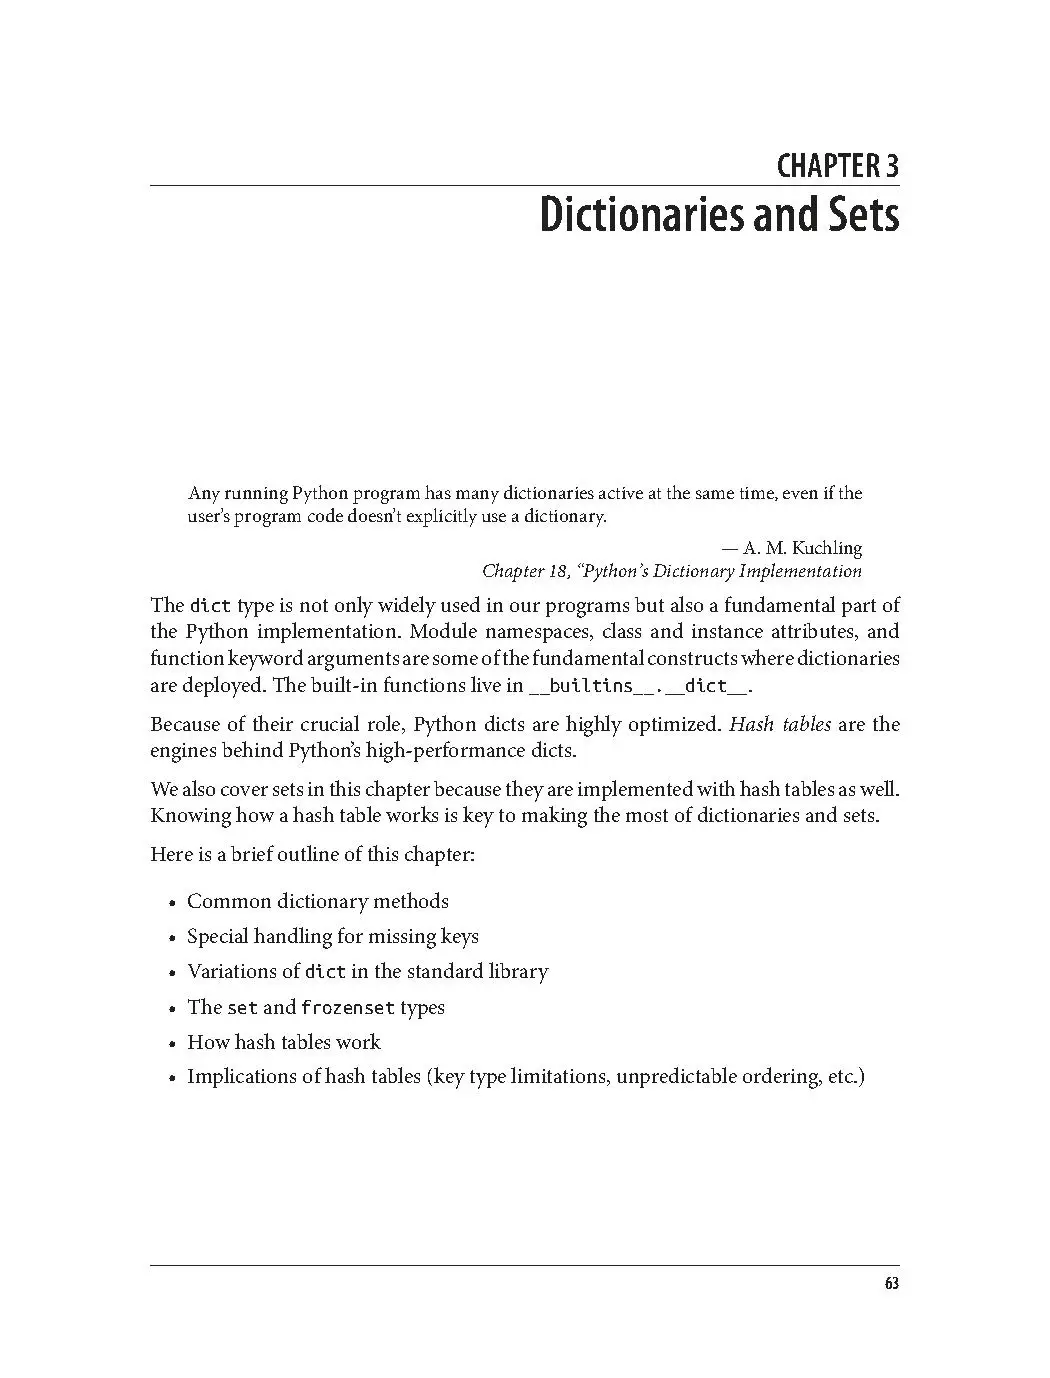 CHAPTER 3
Dictionaries and Sets
Any running Python program has many dictionaries active at the same time, even if the
user’s program code doesn’t explicitly use a dictionary.
— A. M. Kuchling
Chapter 18, “Python’s Dictionary Implementation
The dict type is not only widely used in our programs but also a fundamental part of
the Python implementation. Module namespaces, class and instance attributes, and
function keyword arguments are some of the fundamental constructs where dictionaries
are deployed. The built-in functions live in __builtins__.__dict__.
Because of their crucial role, Python dicts are highly optimized. Hash tables are the
engines behind Python’s high-performance dicts.
We also cover sets in this chapter because they are implemented with hash tables as well.
Knowing how a hash table works is key to making the most of dictionaries and sets.
Here is a brief outline of this chapter:
• Common dictionary methods
• Special handling for missing keys
• Variations of dict in the standard library
• The set and frozenset types
• How hash tables work
• Implications of hash tables (key type limitations, unpredictable ordering, etc.)
63